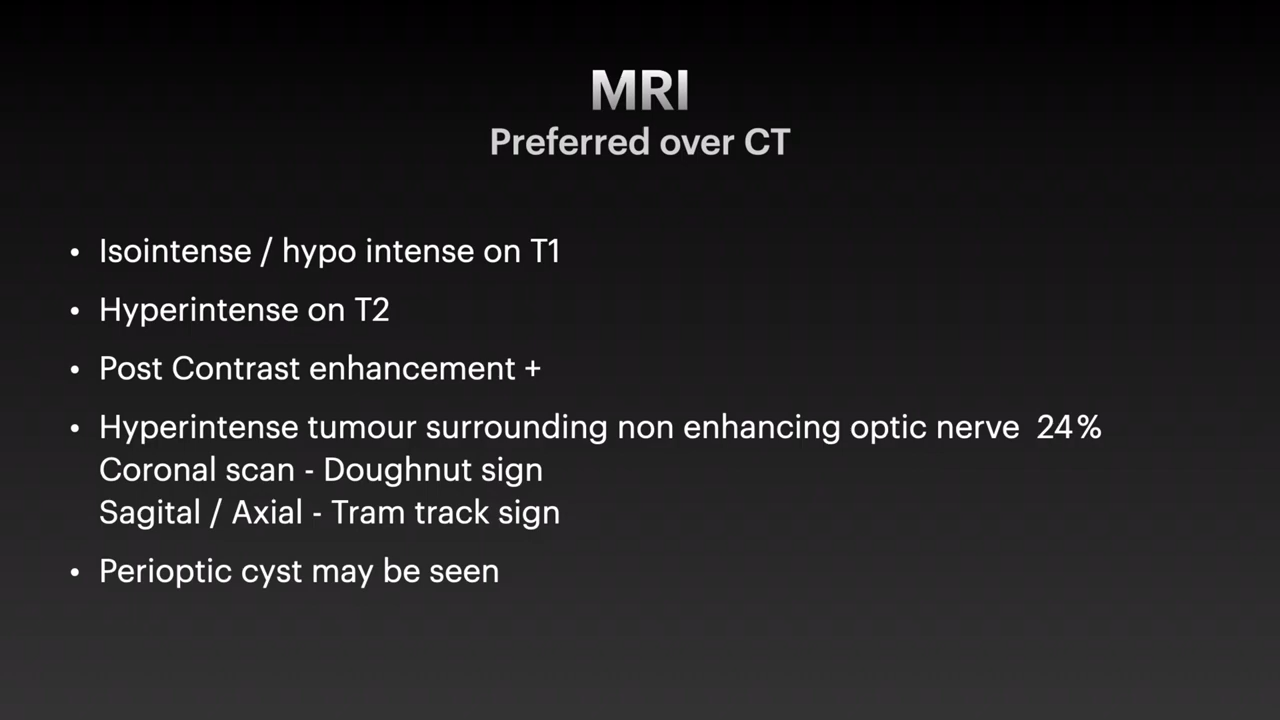 MRI
Preferred over CT
• Isointense / hypo intense on T1
• Hyperintense on T2
• Post Contrast enhancement +
• Hyperintense tumour surrounding non enhancing optic nerve 24%
Coronal scan - Doughnut sign
Sagital / Axial - Tram track sign
• Perioptic cyst may be seen